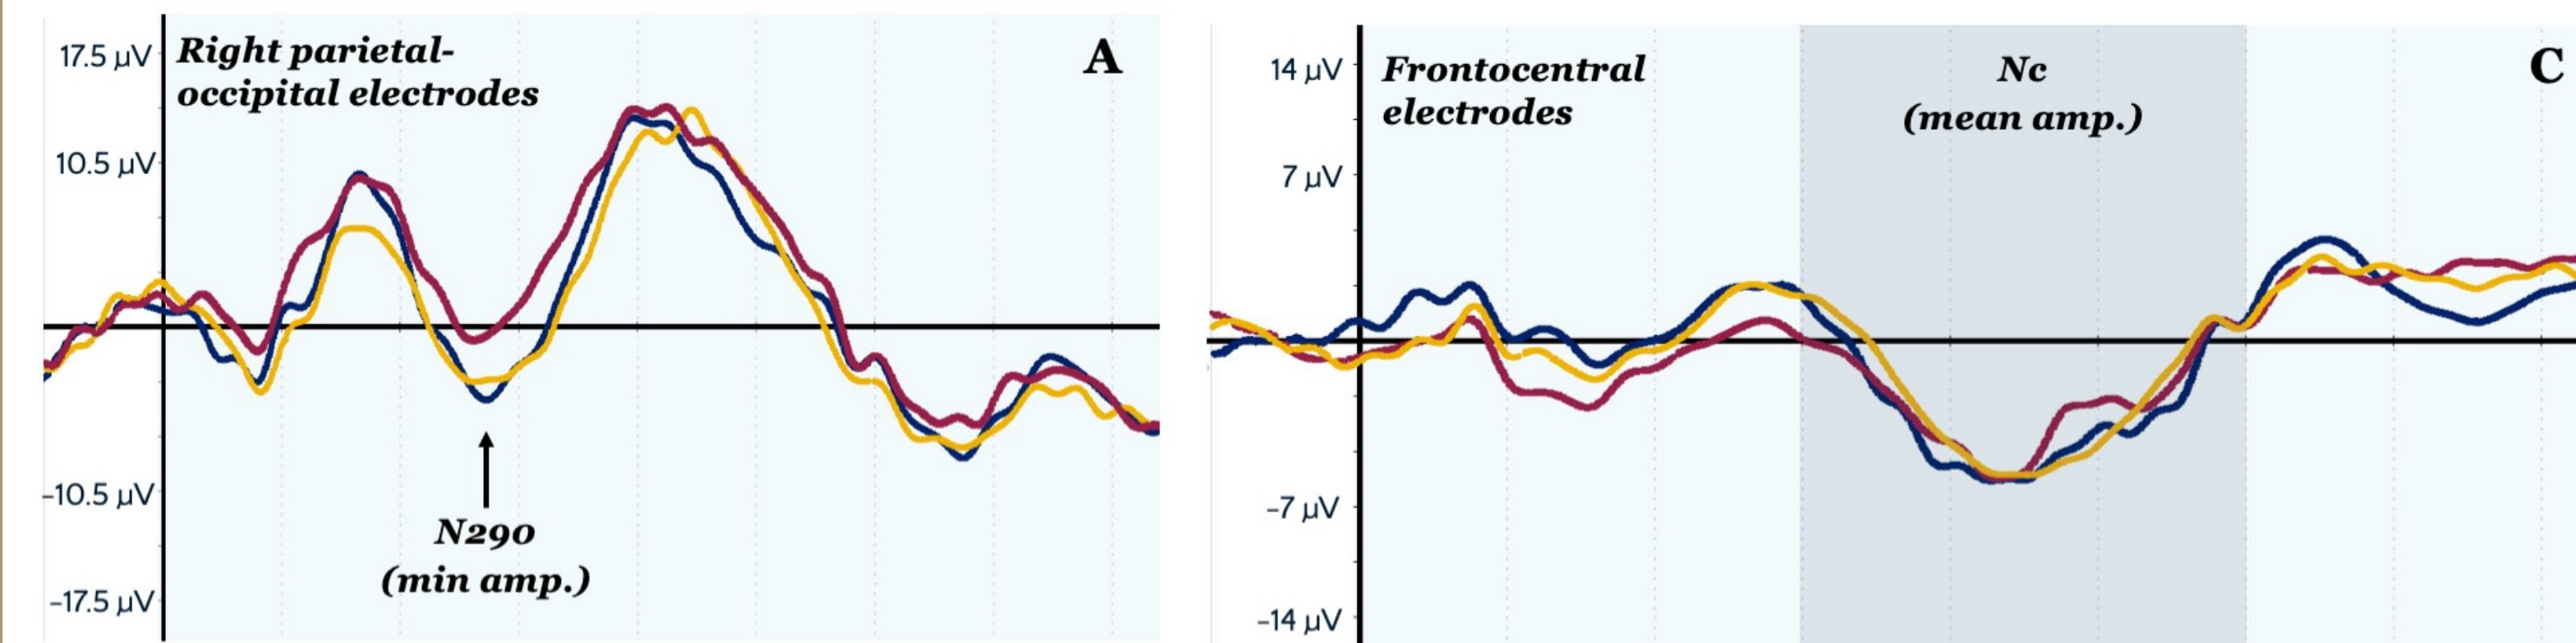 17.5 µV
Right parietal-
occipital electrodes
A
10.5 µV
-10.5 µV
N290
(min amp.)
-17.5 µV
14 µV
Frontocentral
electrodes
Nc
(mean amp.)
C
7 µV
-7 µV
-14 µV